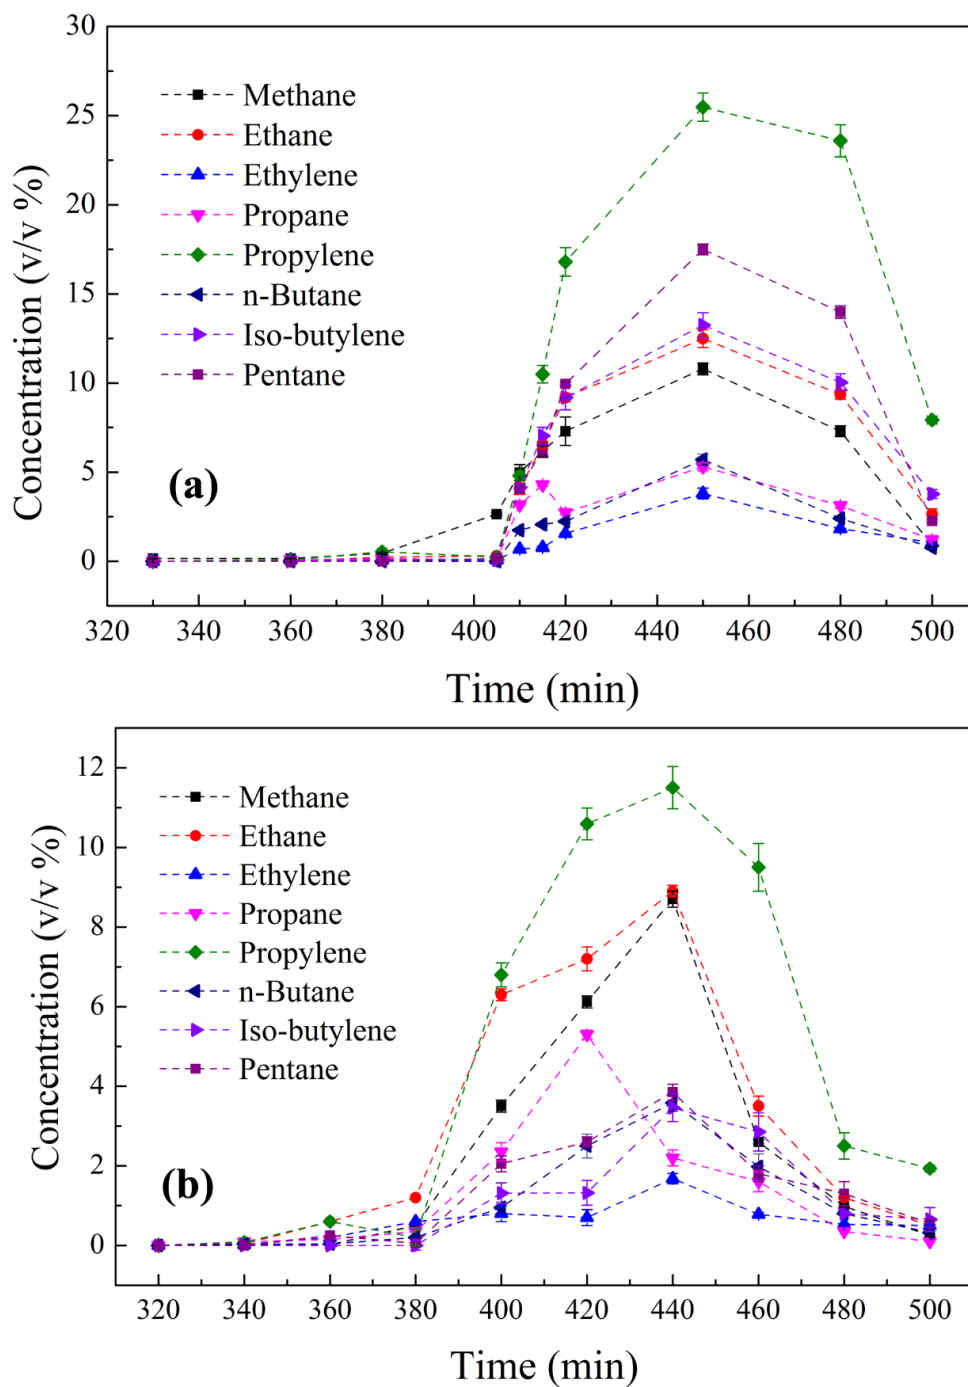 30
25
20
15
10
5
0
Concentration (v/v %)
Methane
Ethane
Ethylene
Propane
Propylene
n-Butane
Iso-butylene
Pentane
(a)
320 340 360 380 400 420 440 460 480 500
Time (min)
12
10
8
6
4
2
0
Concentration (v/v %)
Methane
Ethane
Ethylene
Propane
Propylene
n-Butane
Iso-butylene
Pentane
(b)
320 340 360 380 400 420 440 460 480 500
Time (min)